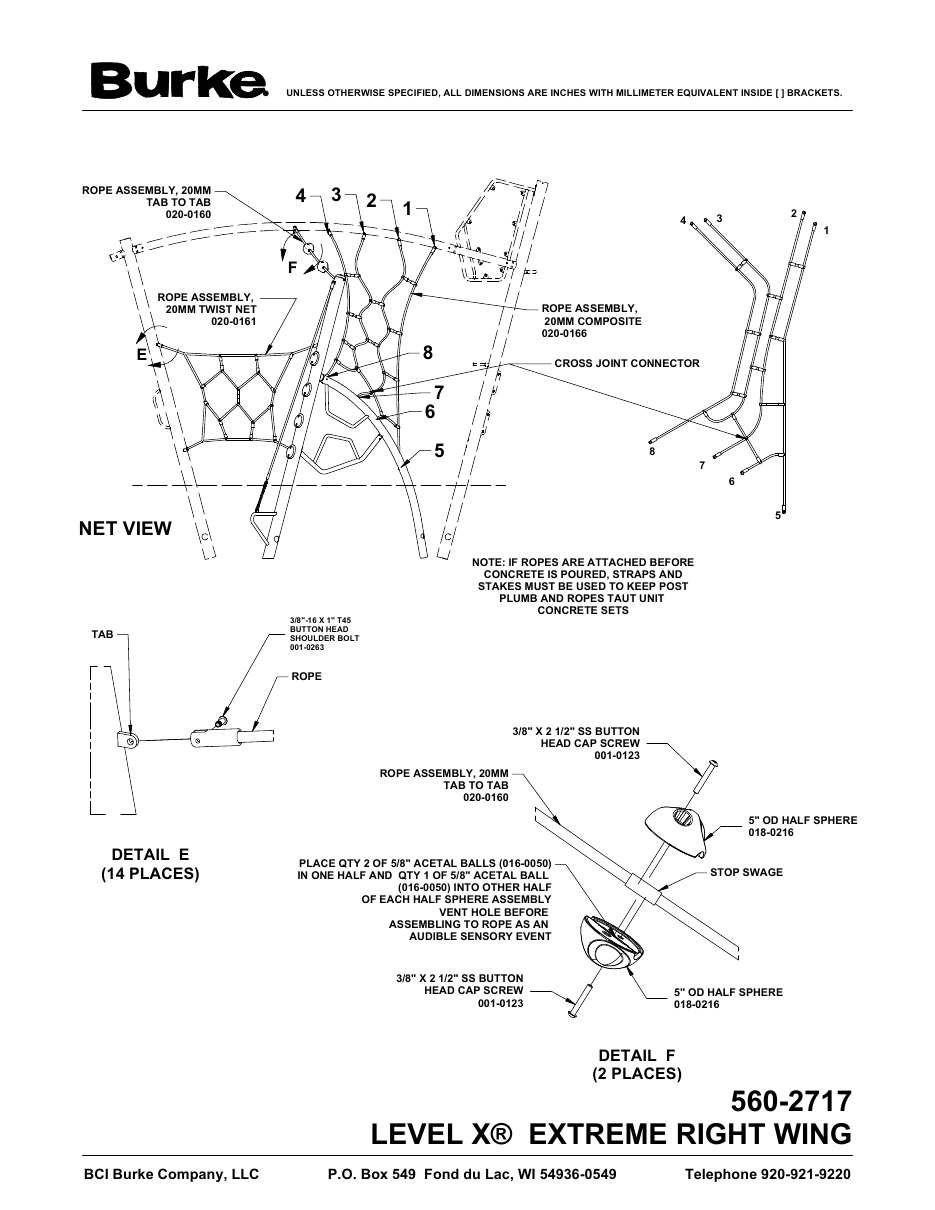 Burke
UNLESS OTHERWISE SPECIFIED, ALL DIMENSIONS ARE INCHES WITH MILLIMETER EQUIVALENT INSIDE [ ] BRACKETS.
ROPE ASSEMBLY, 20MM
TAB TO TAB
020-0160
4
3
2
1
F
ROPE ASSEMBLY,
20MM TWIST NET
020-0161
E
ROPE ASSEMBLY,
20MM COMPOSITE
020-0166
CROSS JOINT CONNECTOR
8
7
6
5
4
3
2
1
8
7
6
5
NET VIEW
NOTE: IF ROPES ARE ATTACHED BEFORE
CONCRETE IS POURED, STRAPS AND
STAKES MUST BE USED TO KEEP POST
PLUMB AND ROPES TAUT UNIT
CONCRETE SETS
TAB
3/8"-16 X 1" T45
BUTTON HEAD
SHOULDER BOLT
001-0263
ROPE
DETAIL E
(14 PLACES)
3/8" X 2 1/2" SS BUTTON
HEAD CAP SCREW
001-0123
ROPE ASSEMBLY, 20MM
TAB TO TAB
020-0160
5" OD HALF SPHERE
018-0216
STOP SWAGE
PLACE QTY 2 OF 5/8" ACETAL BALLS (016-0050)
IN ONE HALF AND QTY 1 OF 5/8" ACETAL BALL
(016-0050) INTO OTHER HALF
OF EACH HALF SPHERE ASSEMBLY
VENT HOLE BEFORE
ASSEMBLING TO ROPE AS AN
AUDIBLE SENSORY EVENT
3/8" X 2 1/2" SS BUTTON
HEAD CAP SCREW
001-0123
5" OD HALF SPHERE
018-0216
DETAIL F
(2 PLACES)
560-2717
LEVEL X® EXTREME RIGHT WING
BCI Burke Company, LLC P.O. Box 549 Fond du Lac, WI 54936-0549 Telephone 920-921-9220